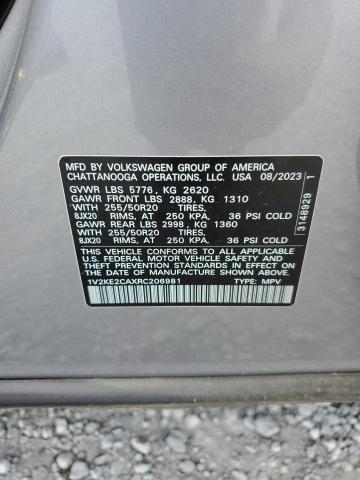 MFD BY VOLKSWAGEN GROUP OF AMERICA
CHATTANOOGA OPERATIONS, LLC. USA 08/2023
GVWR LBS 5776, KG 2620
GAWR FRONT LBS 2888, KG 1310
WITH 255/50R20 TIRES,
8JX20 RIMS, AT 250 KPA, 36 PSI COLD
GAWR REAR LBS 2998, KG 1360
WITH 255/50R20 TIRES,
8JX20 RIMS, AT 250 KPA, 36 PSI COLD
THIS VEHICLE CONFORMS TO ALL APPLICABLE
U.S. FEDERAL MOTOR VEHICLE SAFETY
STANDARDS IN EFFECT ON THE DATE OF
MANUFACTURE SHOWN ABOVE.
1V2KE2CAXRC206981 TYPE: MPV
3148929 1